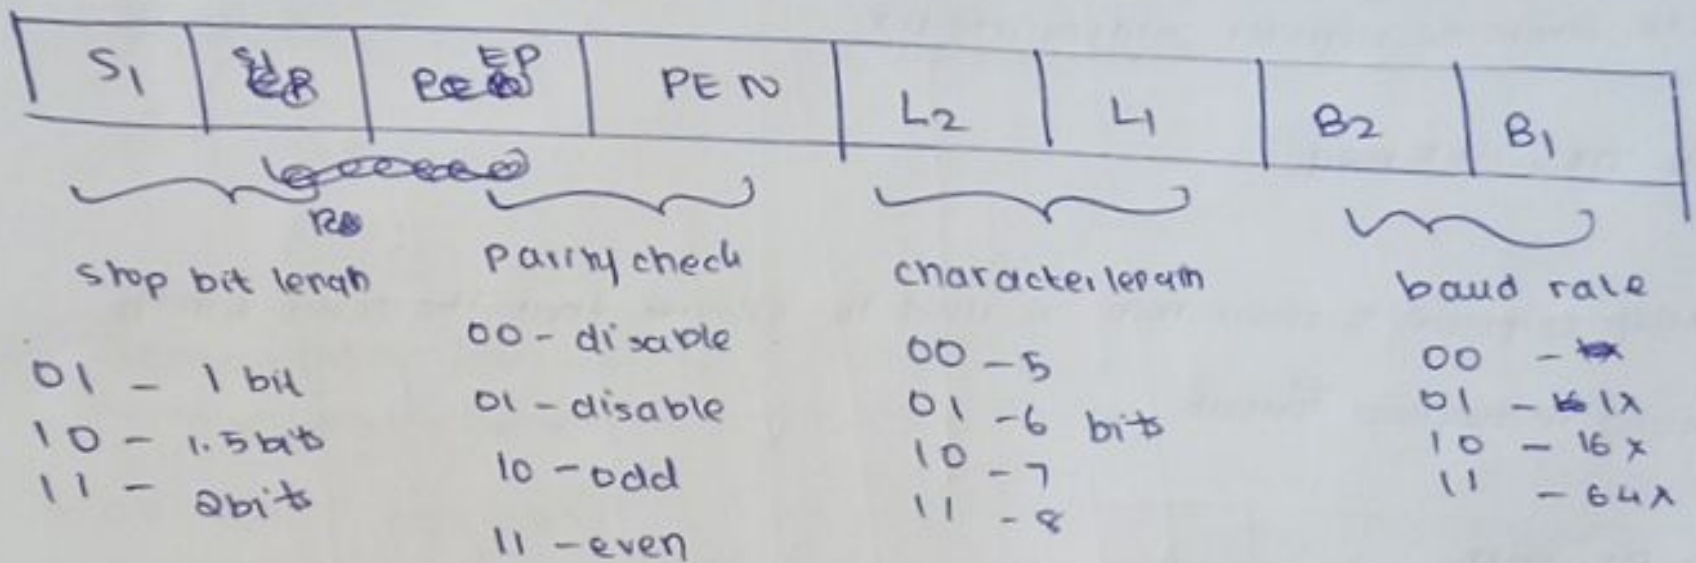 S1 EP PEN L2 L1 B2 B1
stop bit lengh parity check character length baud rate
01 - 1 bit
10 - 1.5 bits
11 - 2bits
00 - disable
01 - disable
10 - odd
11 - even
00 - 5
01 - 6 bits
10 - 7
11 - 8
00 -
01 - 1x
10 - 16x
11 - 64x